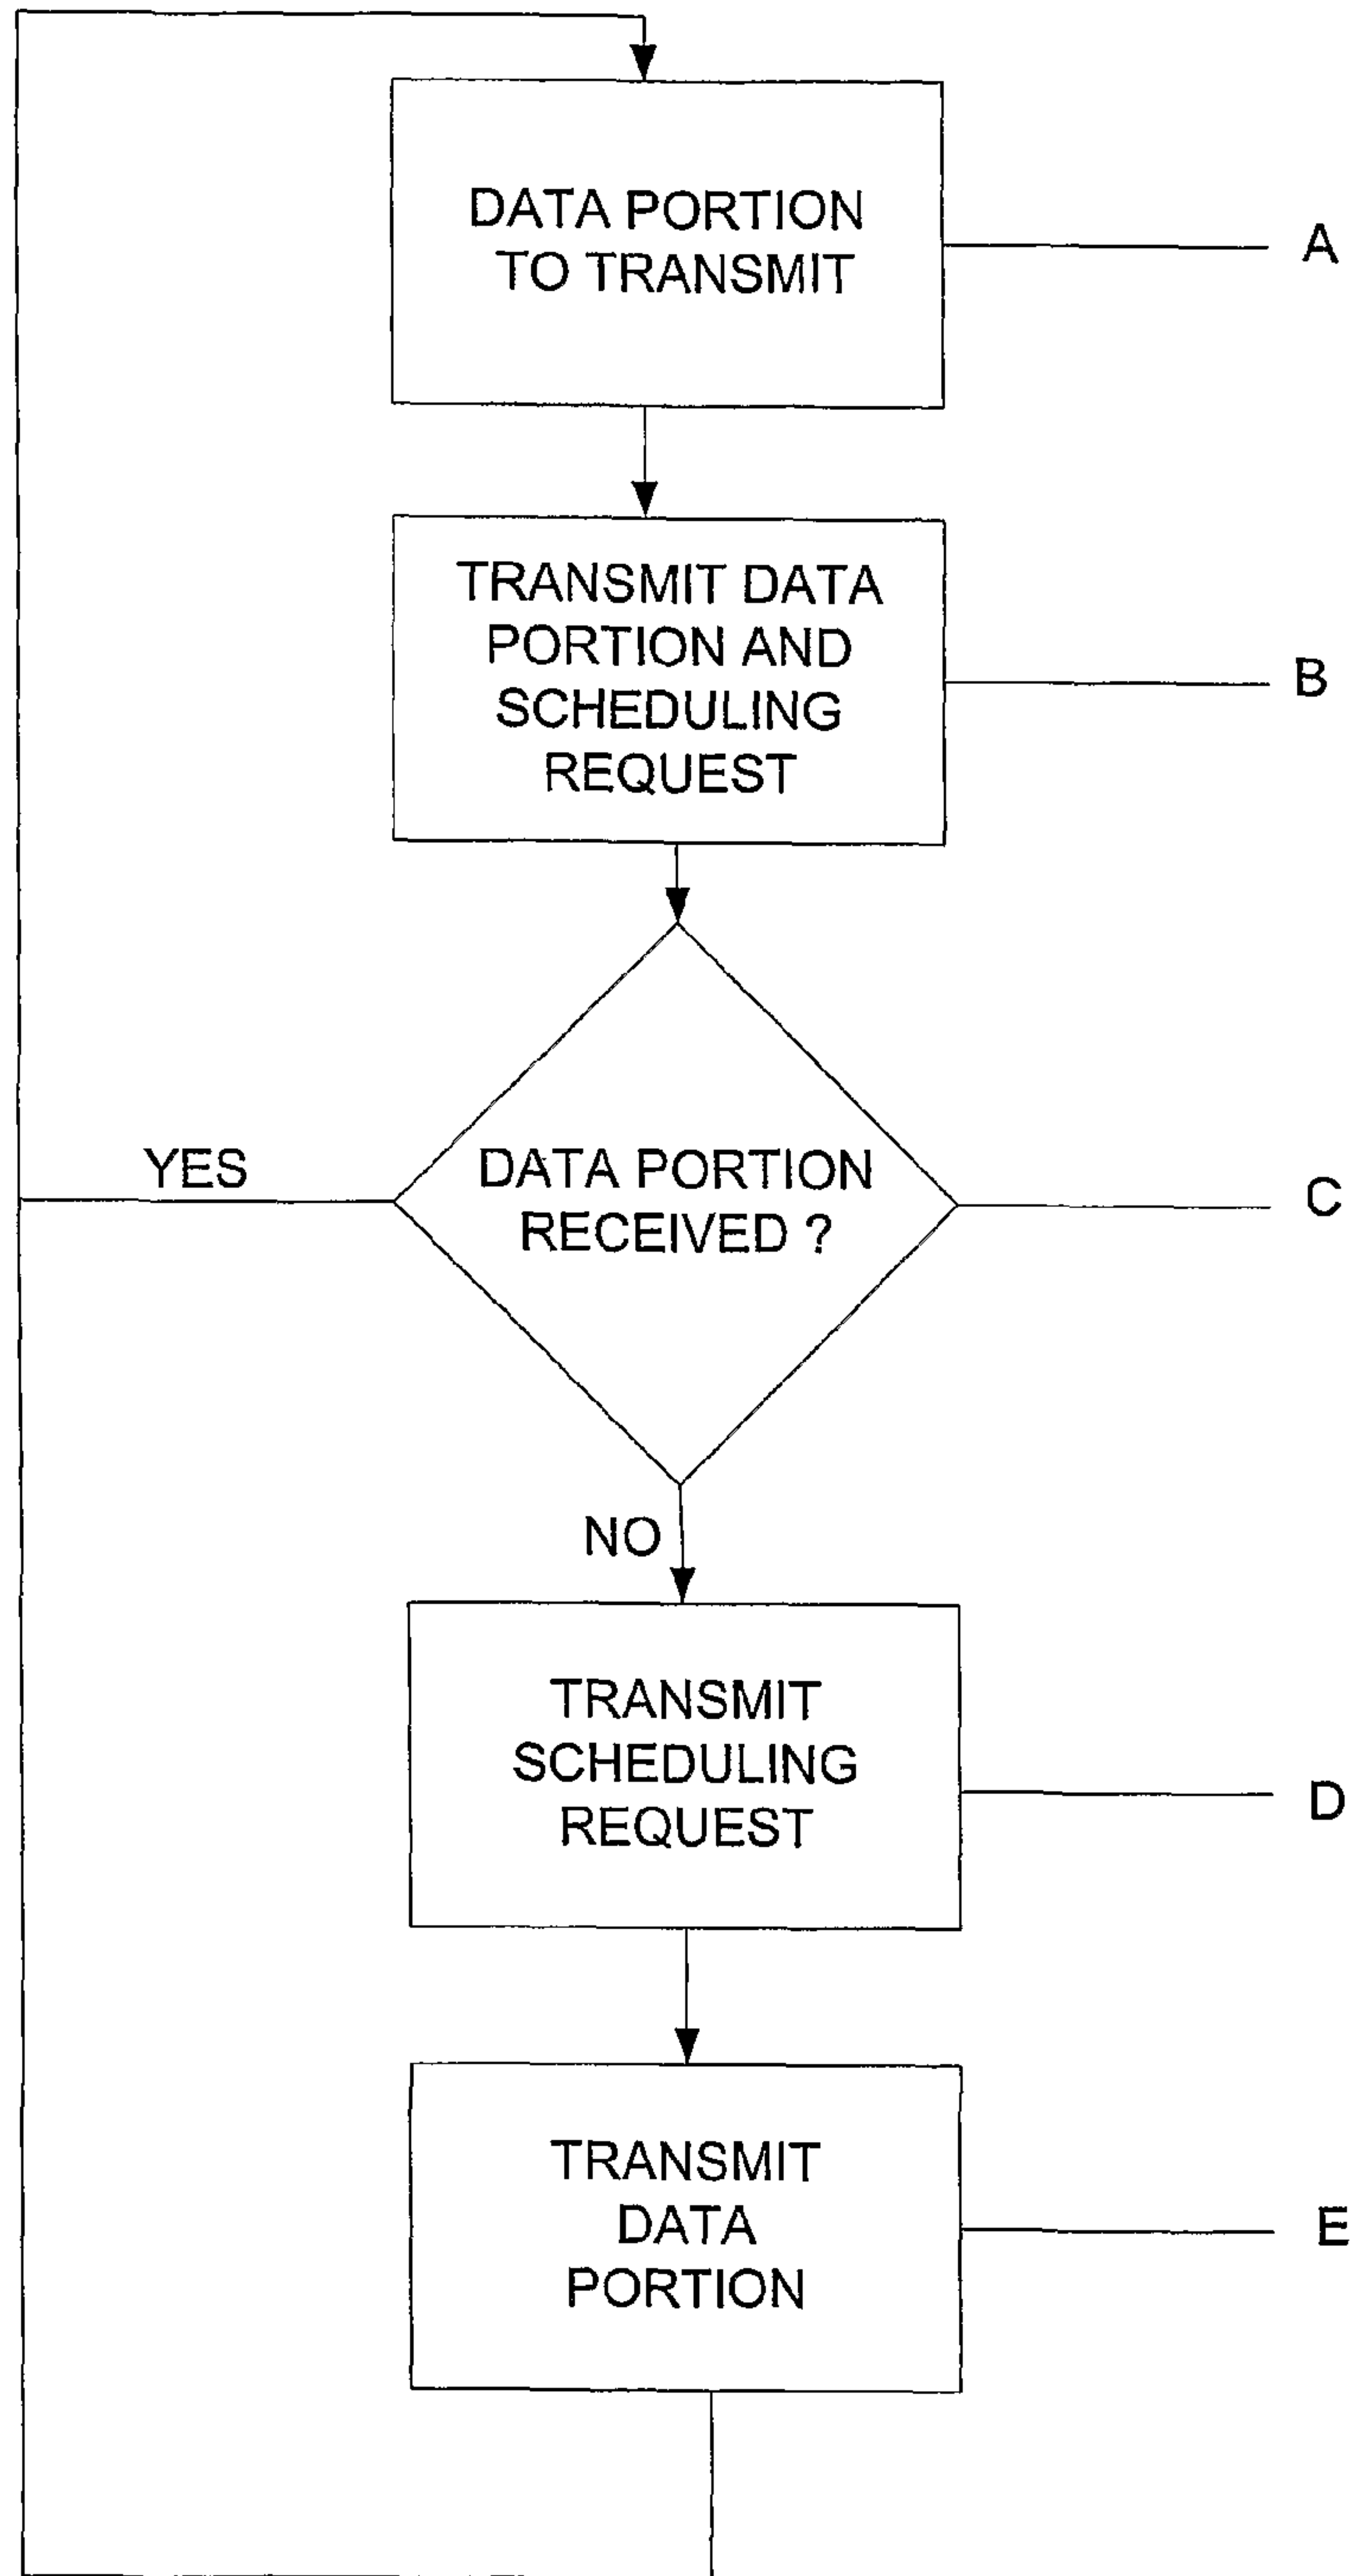 DATA PORTION
TO TRANSMIT
A
TRANSMIT DATA
PORTION AND
SCHEDULING
REQUEST
B
YES
DATA PORTION
RECEIVED ?
C
NO
TRANSMIT
SCHEDULING
REQUEST
D
TRANSMIT
DATA
PORTION
E